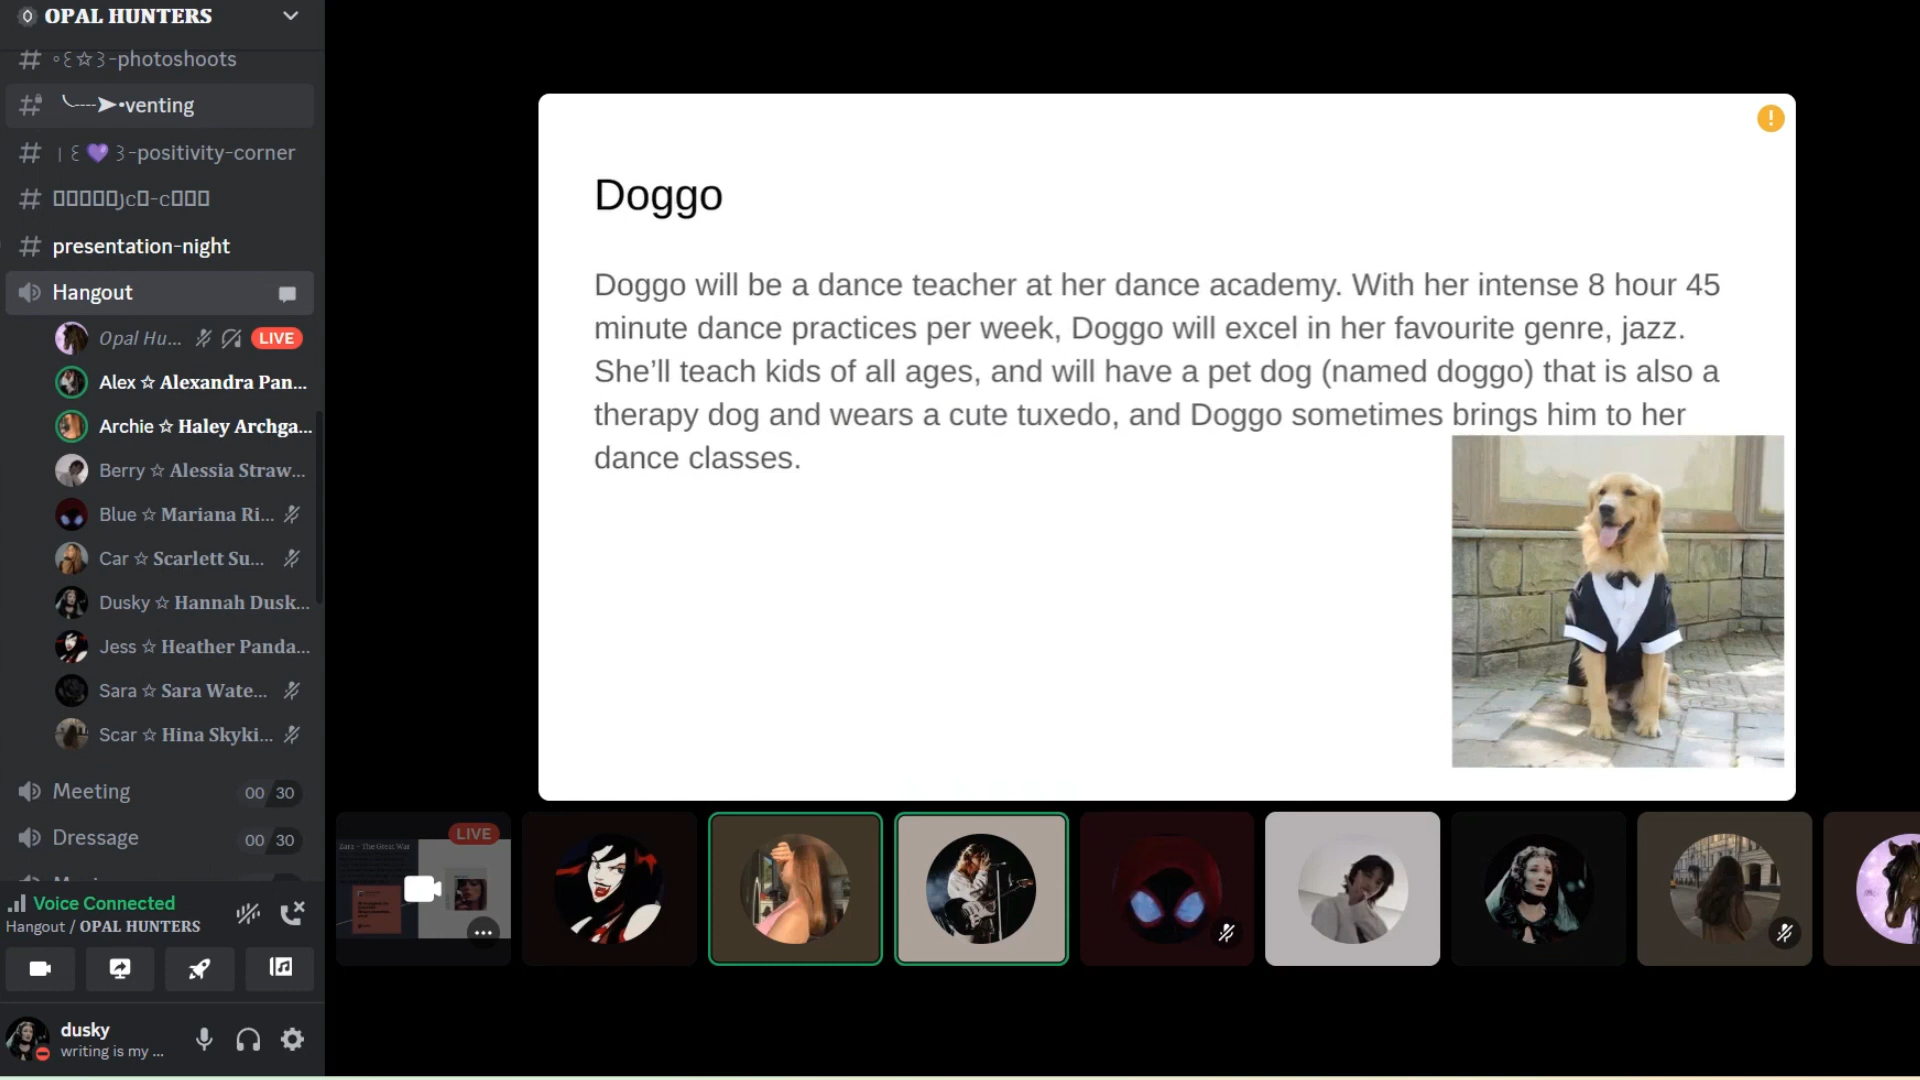 OPAL HUNTERS
-photoshoots
venting
-positivity-corner
presentation-night
Hangout
Opal Hu... LIVE
Alex ☆ Alexandra Pan...
Archie ☆ Haley Archga...
Berry ☆ Alessia Straw...
Blue ☆ Mariana Ri...
Car ☆ Scarlett Su...
Dusky ☆ Hannah Dusk...
Jess ☆ Heather Panda...
Sara ☆ Sara Wate...
Scar ☆ Hina Skyki...
Meeting 00 30
Dressage 00 30
Voice Connected
Hangout / OPAL HUNTERS
dusky
writing is my ...
Doggo
Doggo will be a dance teacher at her dance academy. With her intense 8 hour 45
minute dance practices per week, Doggo will excel in her favourite genre, jazz.
She’ll teach kids of all ages, and will have a pet dog (named doggo) that is also a
therapy dog and wears a cute tuxedo, and Doggo sometimes brings him to her
dance classes.
LIVE
The Great War